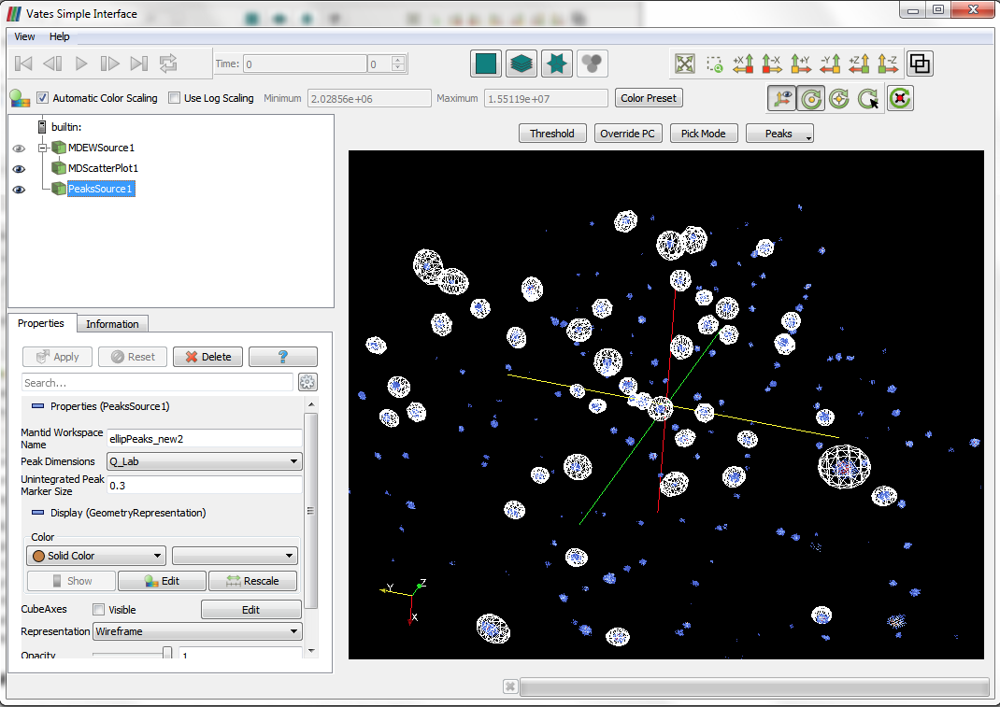 Vates Simple Interface
View Help
Time: 0 0
+X -X +Y -Y +Z -Z
Automatic Color Scaling Use Log Scaling Minimum 2.02856e+06 Maximum 1.55119e+07 Color Preset
Threshold Override PC Pick Mode Peaks
builtin:
MDEWSource1
MDScatterPlot1
PeaksSource1
Properties Information
Apply Reset Delete ?
Search...
Properties (PeaksSource1)
Mantid Workspace
Name ellipPeaks_new2
Peak Dimensions Q_Lab
Unintegrated Peak
Marker Size 0.3
Display (GeometryRepresentation)
Color
Solid Color
Show Edit Rescale
CubeAxes Visible Edit
Representation Wireframe
Opacity 1
Y Z
X